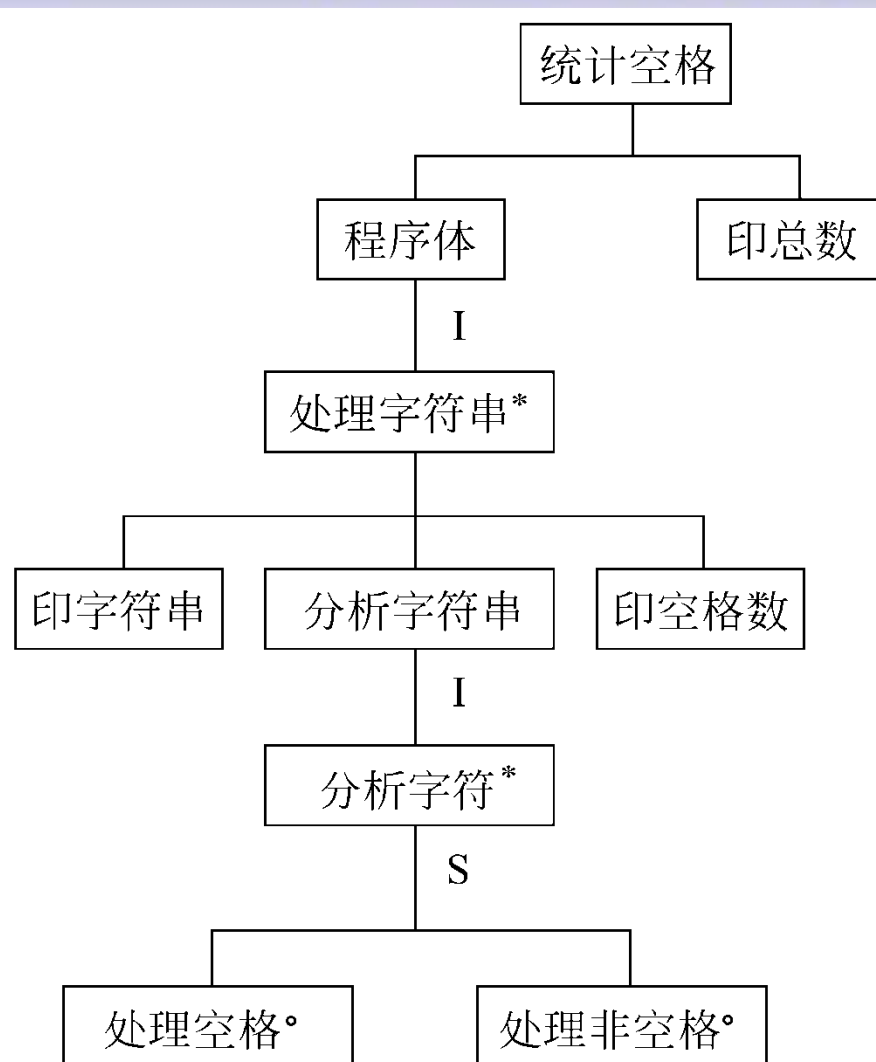 统计空格
程序体
印总数
I
处理字符串*
印字符串
分析字符串
印空格数
I
分析字符*
S
处理空格°
处理非空格°